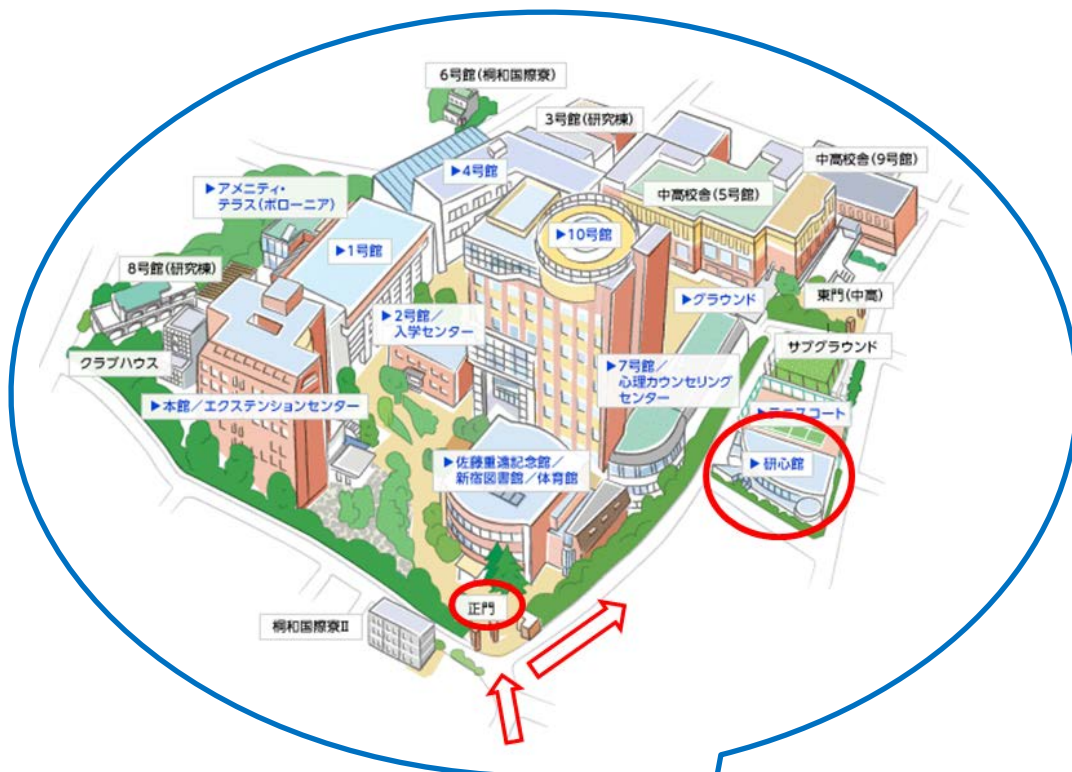 6号館(桐和国際寮)
3号館(研究棟)
中高校舎(9号館)
▶4号館
▶アメニティ・
テラス(ボローニア)
中高校舎(5号館)
▶10号館
▶1号館
8号館(研究棟)
▶グラウンド
東門(中高)
▶2号館/
入学センター
サブグラウンド
クラブハウス
▶7号館/
心理カウンセリング
センター
▶本館/エクステンションセンター
▶テニスコート
▶佐藤重遠記念館/
新宿図書館/体育館
▶研心館
正門
桐和国際寮II